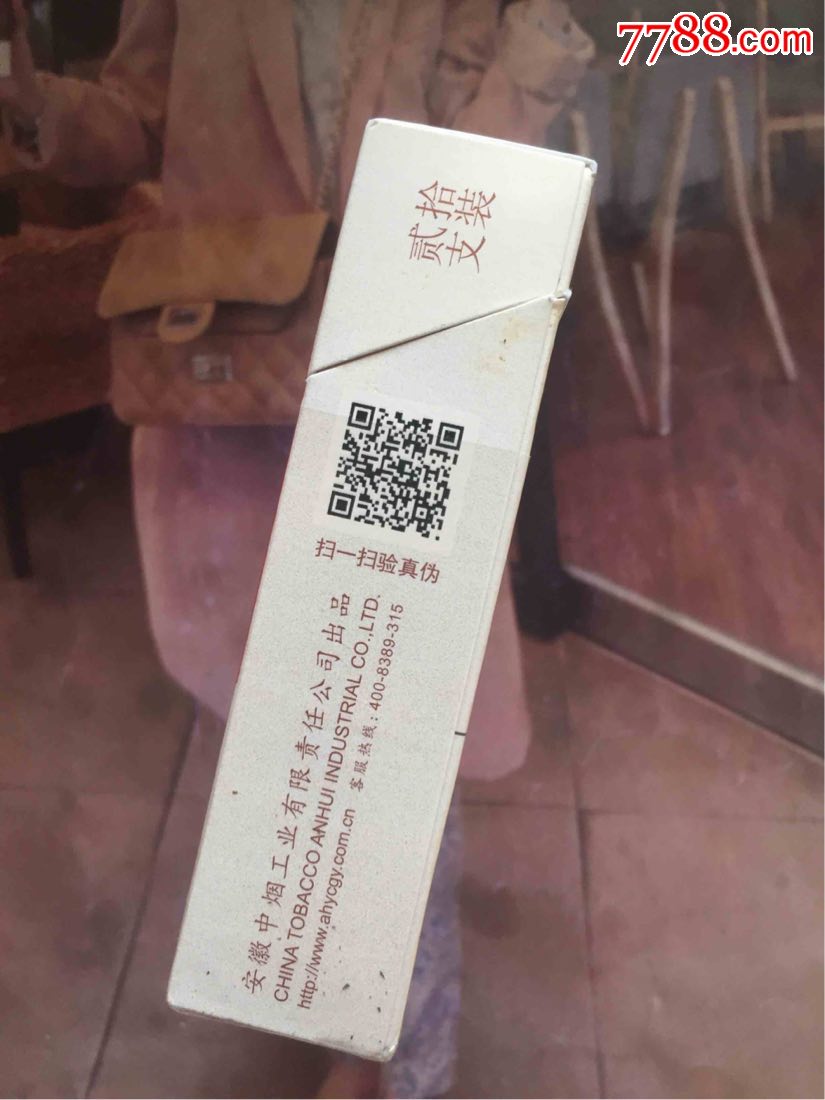 7788.com
贰拾
支装
扫一扫验真伪
安徽中烟工业有限责任公司出品
CHINA TOBACCO ANHUI INDUSTRIAL CO.,LTD.
http://www.ahycgy.com.cn 客服热线:400-8389-315